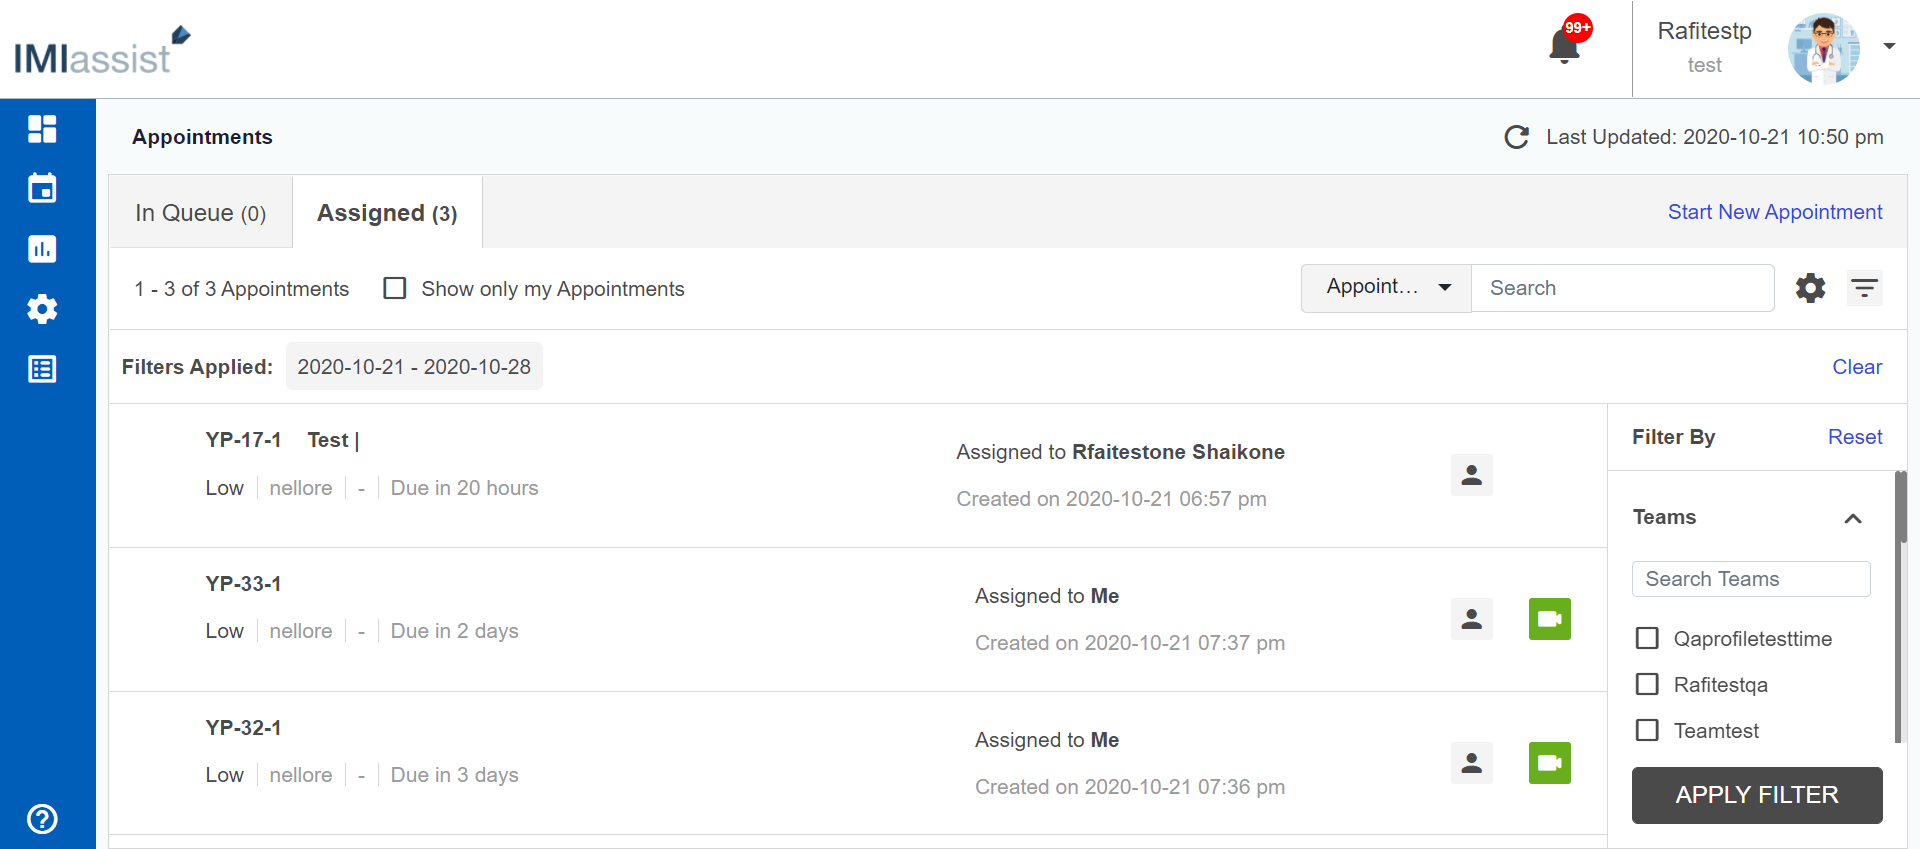 IMIassist
99+
Rafitestp
test
Appointments
Last Updated: 2020-10-21 10:50 pm
In Queue (0)
Assigned (3)
Start New Appointment
1 - 3 of 3 Appointments
Show only my Appointments
Appoint...
Search
Filters Applied:
2020-10-21 - 2020-10-28
Clear
YP-17-1 Test |
Low | nellore | - | Due in 20 hours
Assigned to Rfaitestone Shaikone
Created on 2020-10-21 06:57 pm
YP-33-1
Low | nellore | - | Due in 2 days
Assigned to Me
Created on 2020-10-21 07:37 pm
YP-32-1
Low | nellore | - | Due in 3 days
Assigned to Me
Created on 2020-10-21 07:36 pm
Filter By
Reset
Teams
Search Teams
Qaprofiletesttime
Rafitestqa
Teamtest
APPLY FILTER